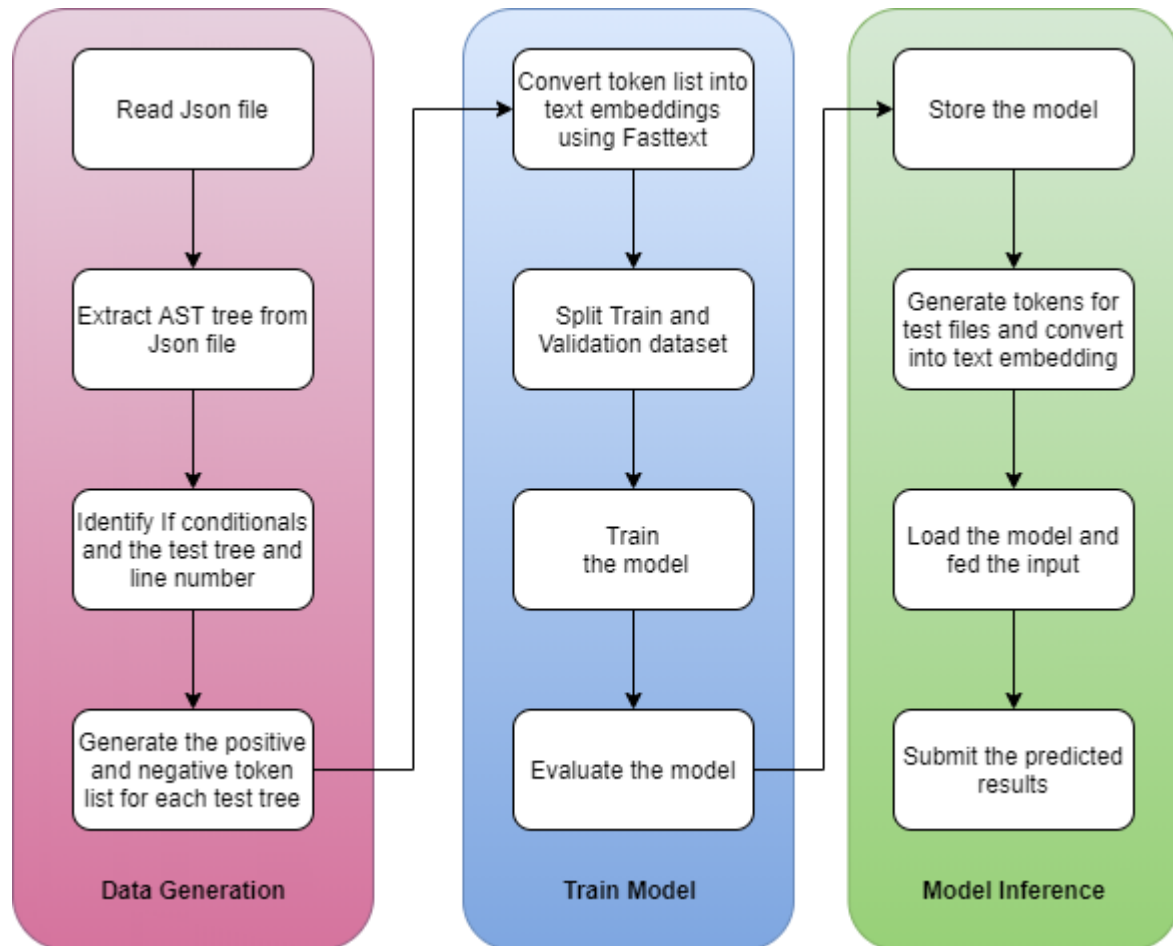 Read Json file
Extract AST tree from
Json file
Identify If conditionals
and the test tree and
line number
Generate the positive
and negative token
list for each test tree
Data Generation
Convert token list into
text embeddings
using Fasttext
Split Train and
Validation dataset
Train
the model
Evaluate the model
Train Model
Store the model
Generate tokens for
test files and convert
into text embedding
Load the model and
fed the input
Submit the predicted
results
Model Inference